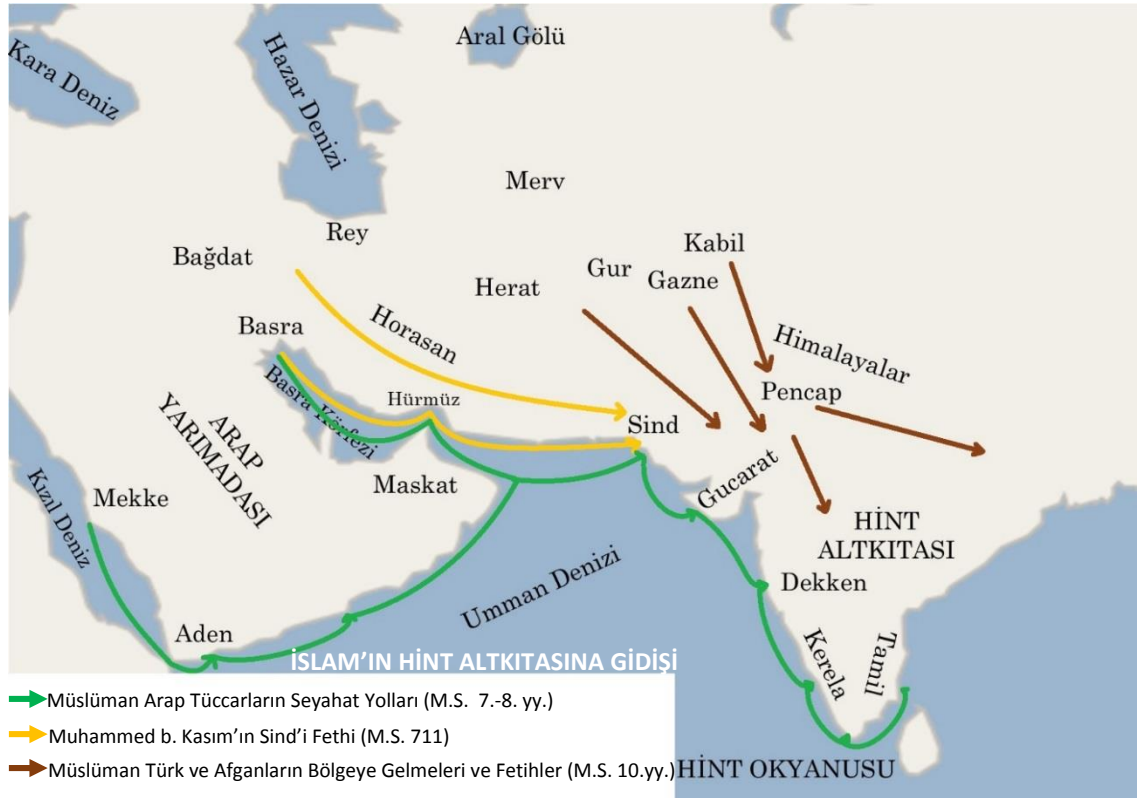 Kara Deniz
Hazar Denizi
Aral Gölü
Merv
Rey
Bağdat
Kabil
Gur
Gazne
Herat
Horasan
Himalayalar
Basra
Pencap
Hürmüz
Basra Körfezi
Sind
ARAP
YARIMADASI
Maskat
Gucarat
Mekke
Kızıl Deniz
HİNT
ALTKITASI
Umman Denizi
Dekken
Aden
Kerela
Tamil
İSLAM’IN HİNT ALTKITASINA GİDİŞİ
Müslüman Arap Tüccarların Seyahat Yolları (M.S. 7.-8. yy.)
Muhammed b. Kasım’ın Sind’i Fethi (M.S. 711)
Müslüman Türk ve Afganların Bölgeye Gelmeleri ve Fetihler (M.S. 10.yy.)
HİNT OKYANUSU